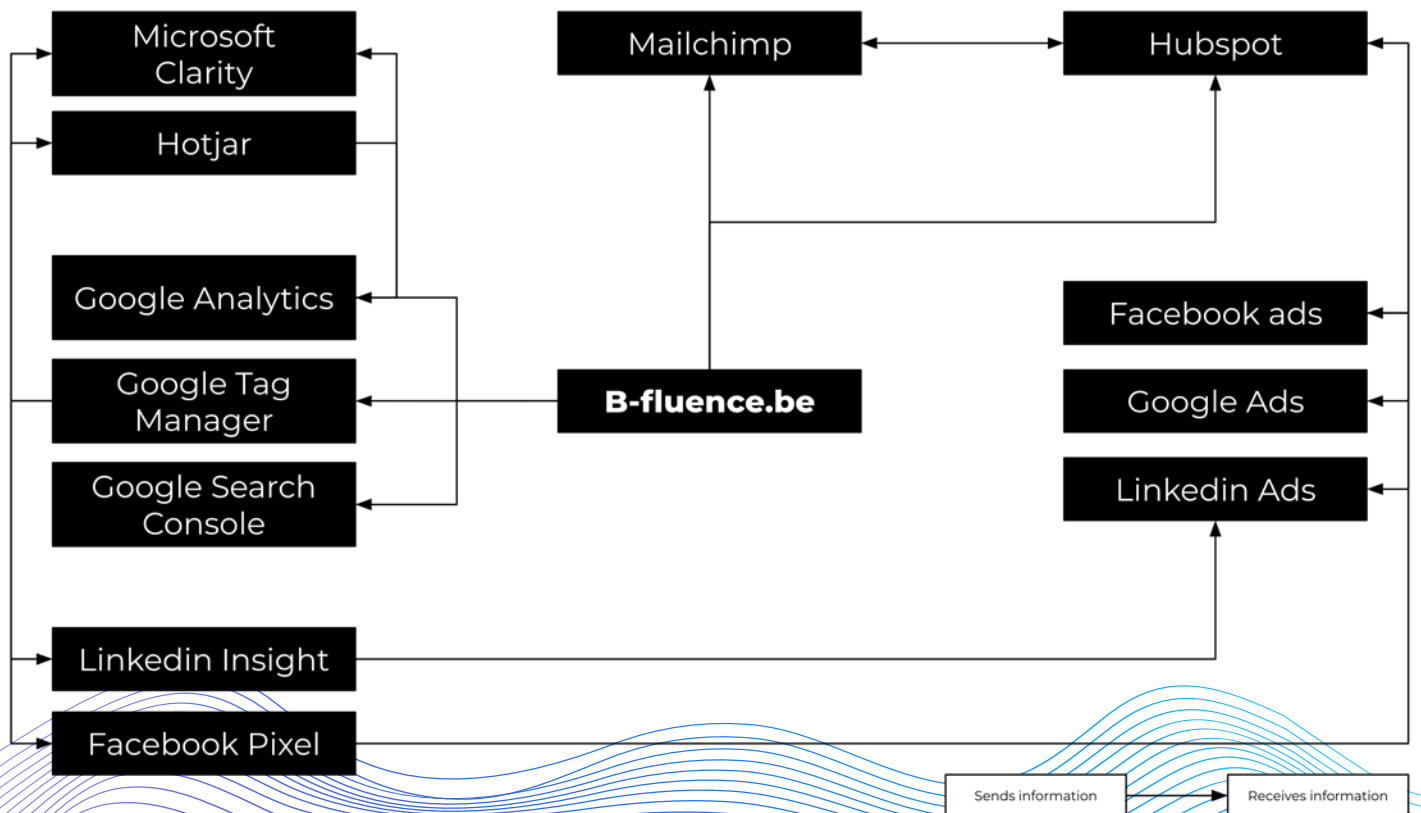 Microsoft
Clarity
Mailchimp
Hubspot
Hotjar
Google Analytics
Facebook ads
Google Tag
Manager
B-fluence.be
Google Ads
Google Search
Console
Linkedin Ads
Linkedin Insight
Facebook Pixel
Sends information
Receives information